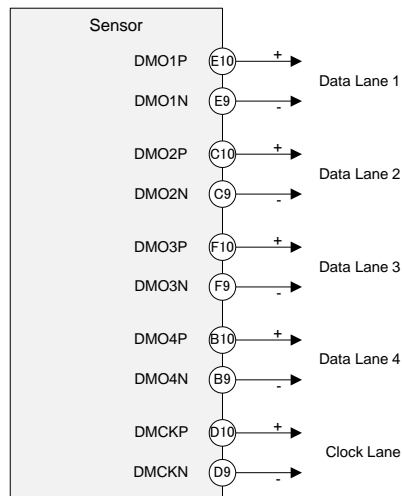 Sensor
DMO1P E10 +
Data Lane 1
DMO1N E9 -
DMO2P C10 +
Data Lane 2
DMO2N C9 -
DMO3P F10 +
Data Lane 3
DMO3N F9 -
DMO4P B10 +
Data Lane 4
DMO4N B9 -
DMCKP D10 +
Clock Lane
DMCKN D9 -